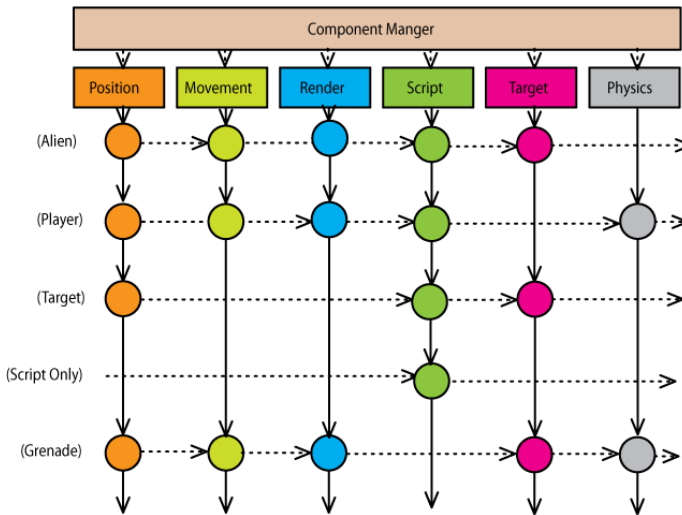 Component Manger
Position
Movement
Render
Script
Target
Physics
(Alien)
(Player)
(Target)
(Script Only)
(Grenade)